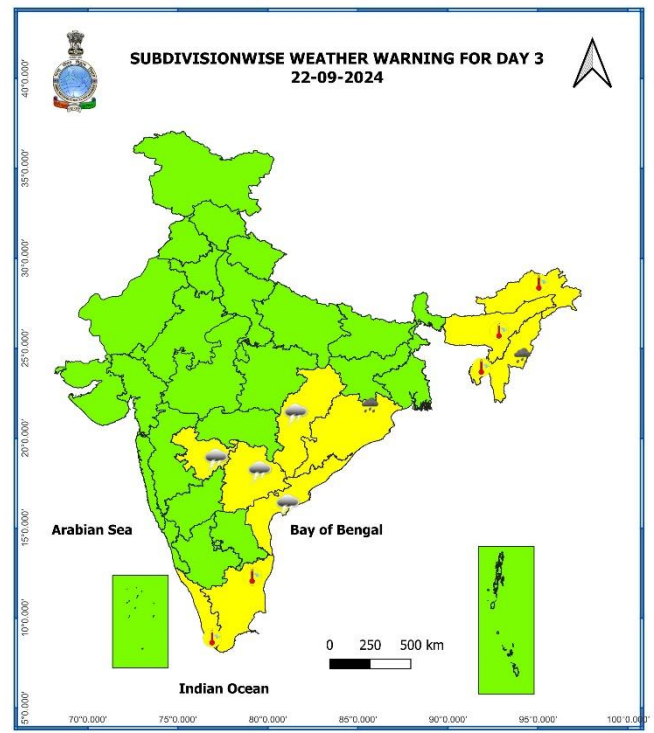 SUBDIVISIONWISE WEATHER WARNING FOR DAY 3
22-09-2024
40°0.000'
35°0.000'
30°0.000'
25°0.000'
20°0.000'
15°0.000'
10°0.000'
5°0.000'
Arabian Sea
Bay of Bengal
0 250 500 km
Indian Ocean
70°0.000' 75°0.000' 80°0.000' 85°0.000' 90°0.000' 95°0.000' 100°0.000'